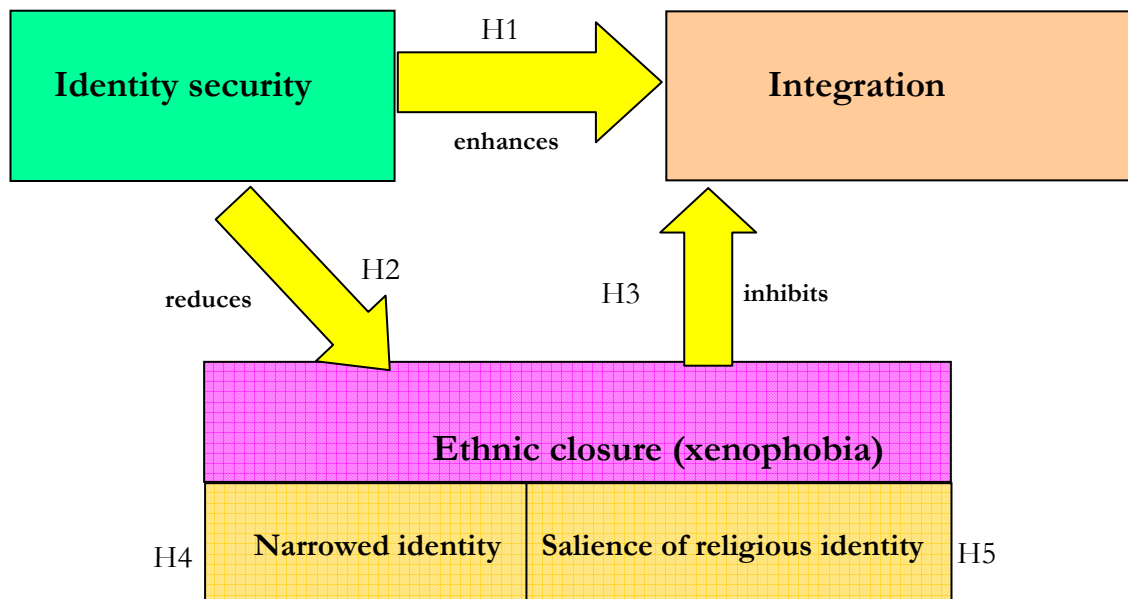 H1
Identity security
Integration
enhances
H2
reduces
H3
inhibits
Ethnic closure (xenophobia)
H4
Narrowed identity
Salience of religious identity
H5